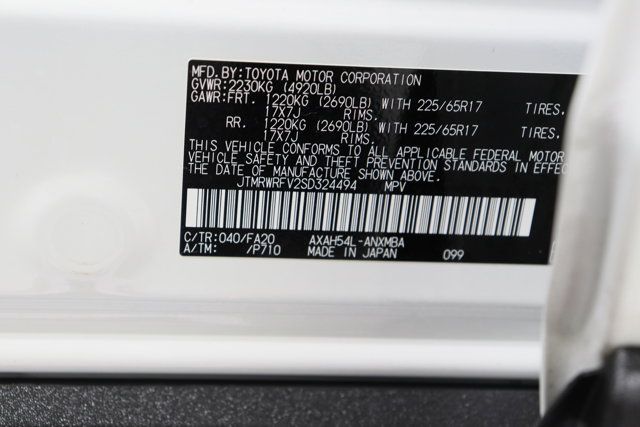 MFD.BY:TOYOTA MOTOR CORPORATION
GVWR:2230KG (4920LB)
GAWR:FRT. 1220KG (2690LB) WITH 225/65R17 TIRES,
17X7J RIMS.
RR. 1220KG (2690LB) WITH 225/65R17 TIRES,
17X7J RIMS.
THIS VEHICLE CONFORMS TO ALL APPLICABLE FEDERAL MOTOR
VEHICLE SAFETY AND THEFT PREVENTION STANDARDS IN EFFEC
THE DATE OF MANUFACTURE SHOWN ABOVE.
JTMRWRFV2SD324494 MPV
C/TR:040/FA20 AXAH54L-ANXMBA
A/TM: /P710 MADE IN JAPAN 099